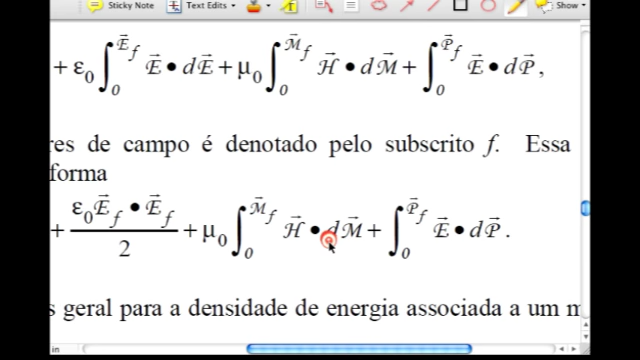 Sticky Note Text Edits Show
+ ε₀ ∫₀^{E⃗_f} E⃗ • dE⃗ + μ₀ ∫₀^{M⃗_f} H⃗ • dM⃗ + ∫₀^{P⃗_f} E⃗ • dP⃗ ,
res de campo é denotado pelo subscrito f. Essa
forma
+ ε₀E⃗_f • E⃗_f / 2 + μ₀ ∫₀^{M⃗_f} H⃗ • dM⃗ + ∫₀^{P⃗_f} E⃗ • dP⃗ .
s geral para a densidade de energia associada a um m
in